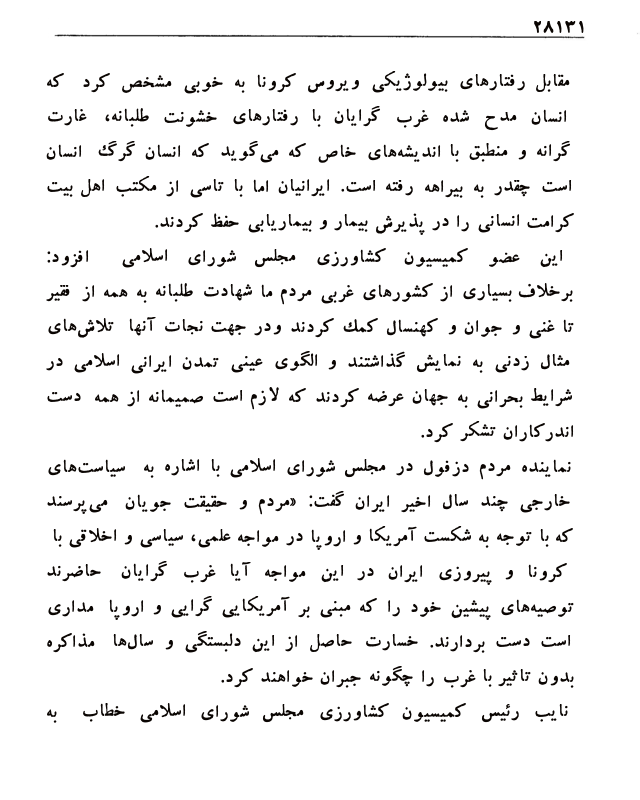 ۲۸۱۳۱
مقابل رفتارهای بیولوژیکی ویروس کرونا به خوبی مشخص کرد که
انسان مدح شده غرب گرایان با رفتارهای خشونت طلبانه، غارت
گرانه و منطبق با اندیشه‌های خاص که می‌گوید که انسان گرگ انسان
است چقدر به بیراهه رفته است. ایرانیان اما با تاسی از مکتب اهل بیت
کرامت انسانی را در پذیرش بیمار و بیماریابی حفظ کردند.
این عضو کمیسیون کشاورزی مجلس شورای اسلامی افزود:
برخلاف بسیاری از کشورهای غربی مردم ما شهادت طلبانه به همه از فقیر
تا غنی و جوان و کهنسال کمک کردند ودر جهت نجات آنها تلاش‌های
مثال زدنی به نمایش گذاشتند و الگوی عینی تمدن ایرانی اسلامی در
شرایط بحرانی به جهان عرضه کردند که لازم است صمیمانه از همه دست
اندرکاران تشکر کرد.
نماینده مردم دزفول در مجلس شورای اسلامی با اشاره به سیاست‌های
خارجی چند سال اخیر ایران گفت: «مردم و حقیقت جویان می‌پرسند
که با توجه به شکست آمریکا و اروپا در مواجه علمی، سیاسی و اخلاقی با
کرونا و پیروزی ایران در این مواجه آیا غرب گرایان حاضرند
توصیه‌های پیشین خود را که مبنی بر آمریکایی گرایی و اروپا مداری
است دست بردارند. خسارت حاصل از این دلبستگی و سال‌ها مذاکره
بدون تاثیر با غرب را چگونه جبران خواهند کرد.
نایب رئیس کمیسیون کشاورزی مجلس شورای اسلامی خطاب به